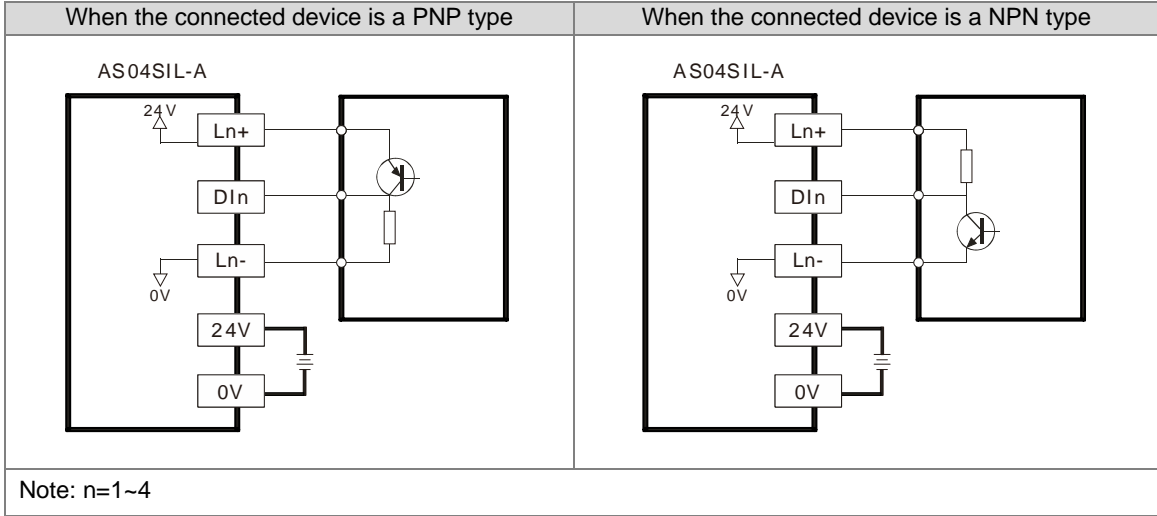 When the connected device is a PNP type
When the connected device is a NPN type
AS04SIL-A
24V
Ln+
DIn
Ln-
0V
24V
0V
AS04SIL-A
24V
Ln+
DIn
Ln-
0V
24V
0V
Note: n=1~4